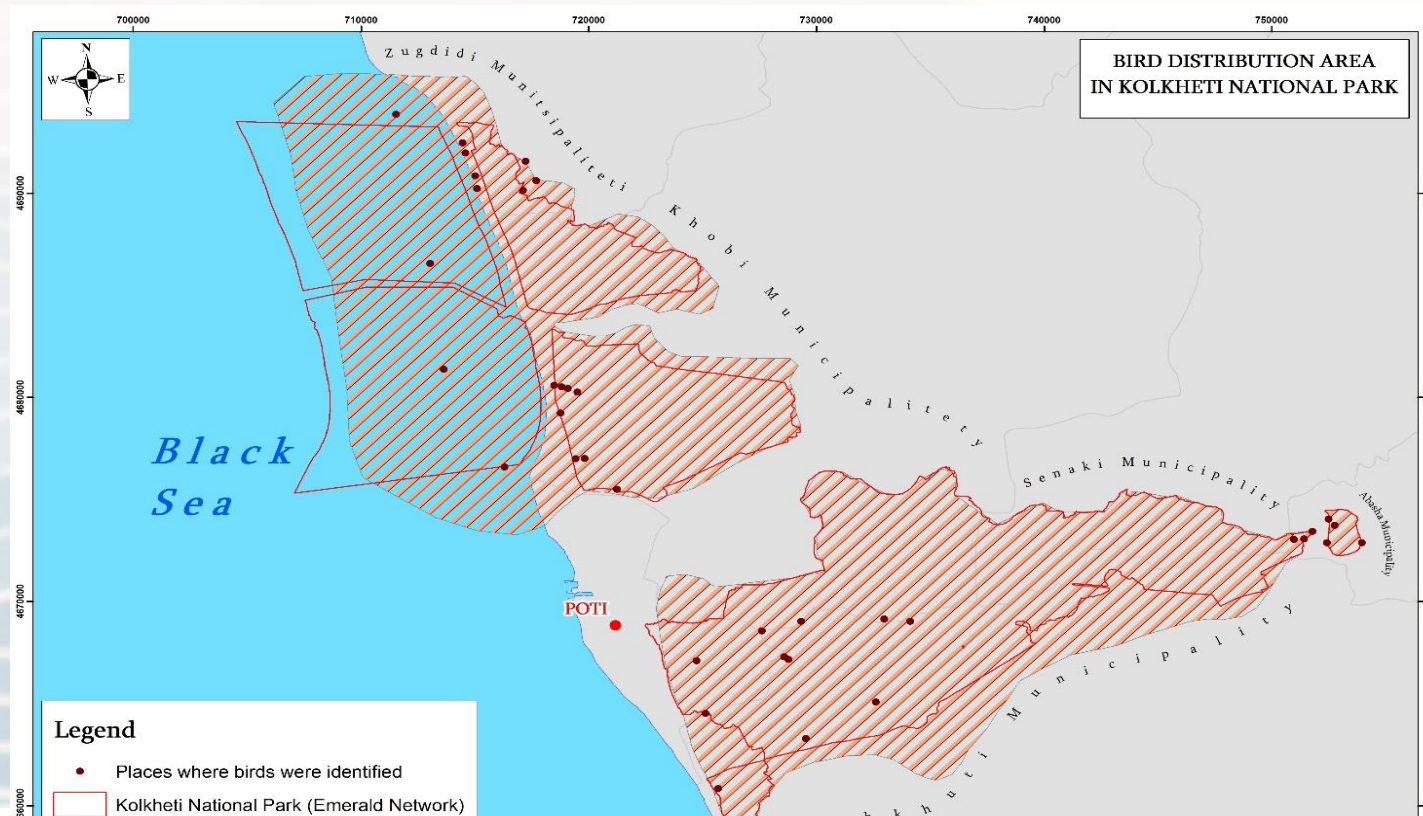 700000 710000 720000 730000 740000 750000
N
W E
S
BIRD DISTRIBUTION AREA
IN KOLKHETI NATIONAL PARK
Zugdidi Munitsipaliteti
Khobi Municipalitety
Senaki Municipality
Abasha Municipality
4690000
4680000
4670000
Black
Sea
POTI
Municipality
Legend
Places where birds were identified
Kolkheti National Park (Emerald Network)